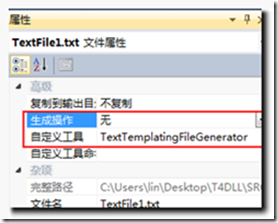 属性
TextFile1.txt 文件属性
高级
复制到输出目: 不复制
生成操作 无
自定义工具 TextTemplatingFileGenerator
自定义工具命:
杂项
完整路径 C:\Users\lin\Desktop\T4DLL\SR
文件名 TextFile1.txt